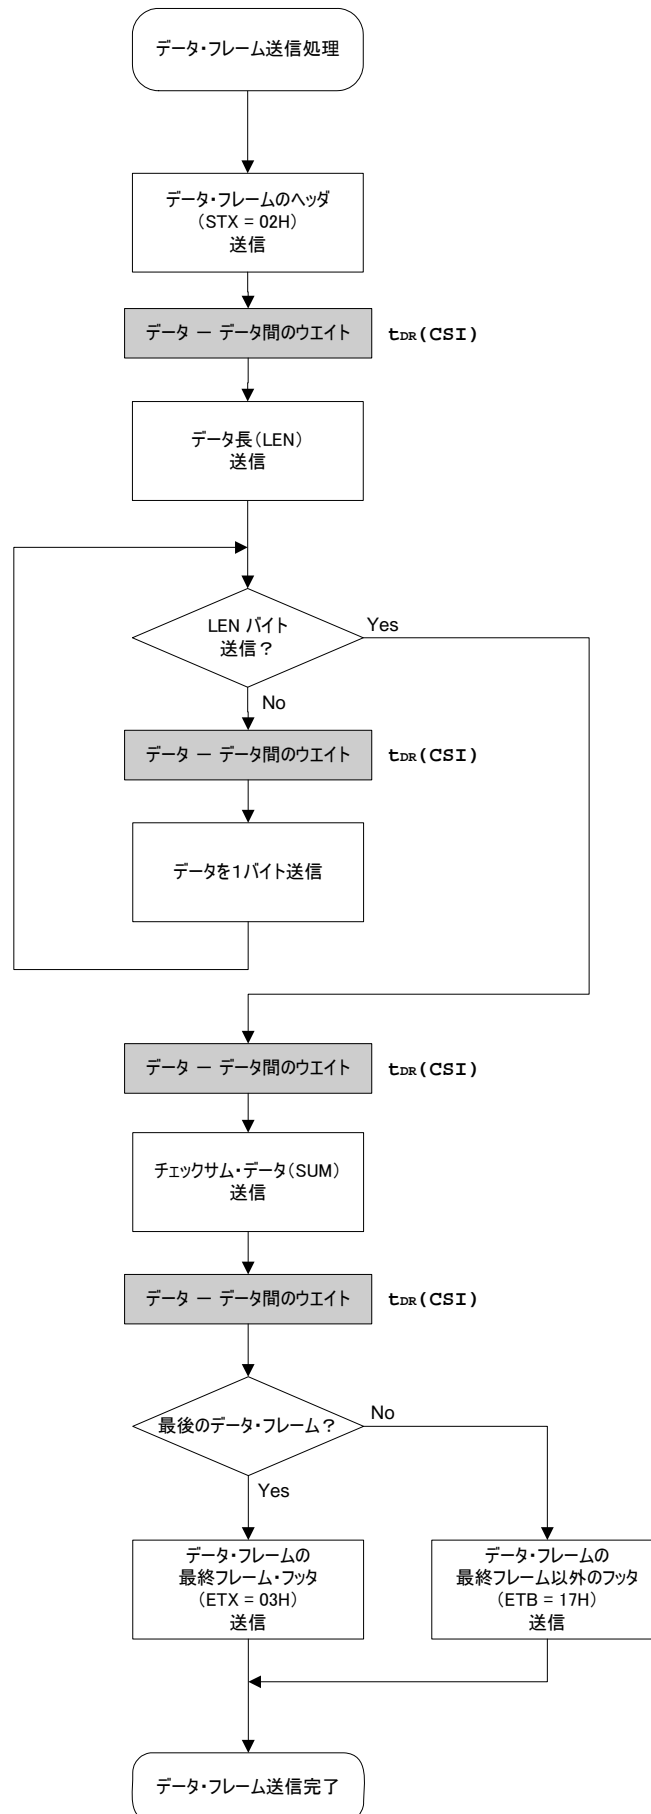 データ・フレーム送信処理
データ・フレームのヘッダ
(STX = 02H)
送信
データ － データ間のウエイト
tDR(CSI)
データ長(LEN)
送信
LEN バイト
送信？
Yes
No
データ － データ間のウエイト
tDR(CSI)
データを１バイト送信
データ － データ間のウエイト
tDR(CSI)
チェックサム・データ(SUM)
送信
データ － データ間のウエイト
tDR(CSI)
最後のデータ・フレーム？
No
Yes
データ・フレームの
最終フレーム・フッタ
(ETX = 03H)
送信
データ・フレームの
最終フレーム以外のフッタ
(ETB = 17H)
送信
データ・フレーム送信完了